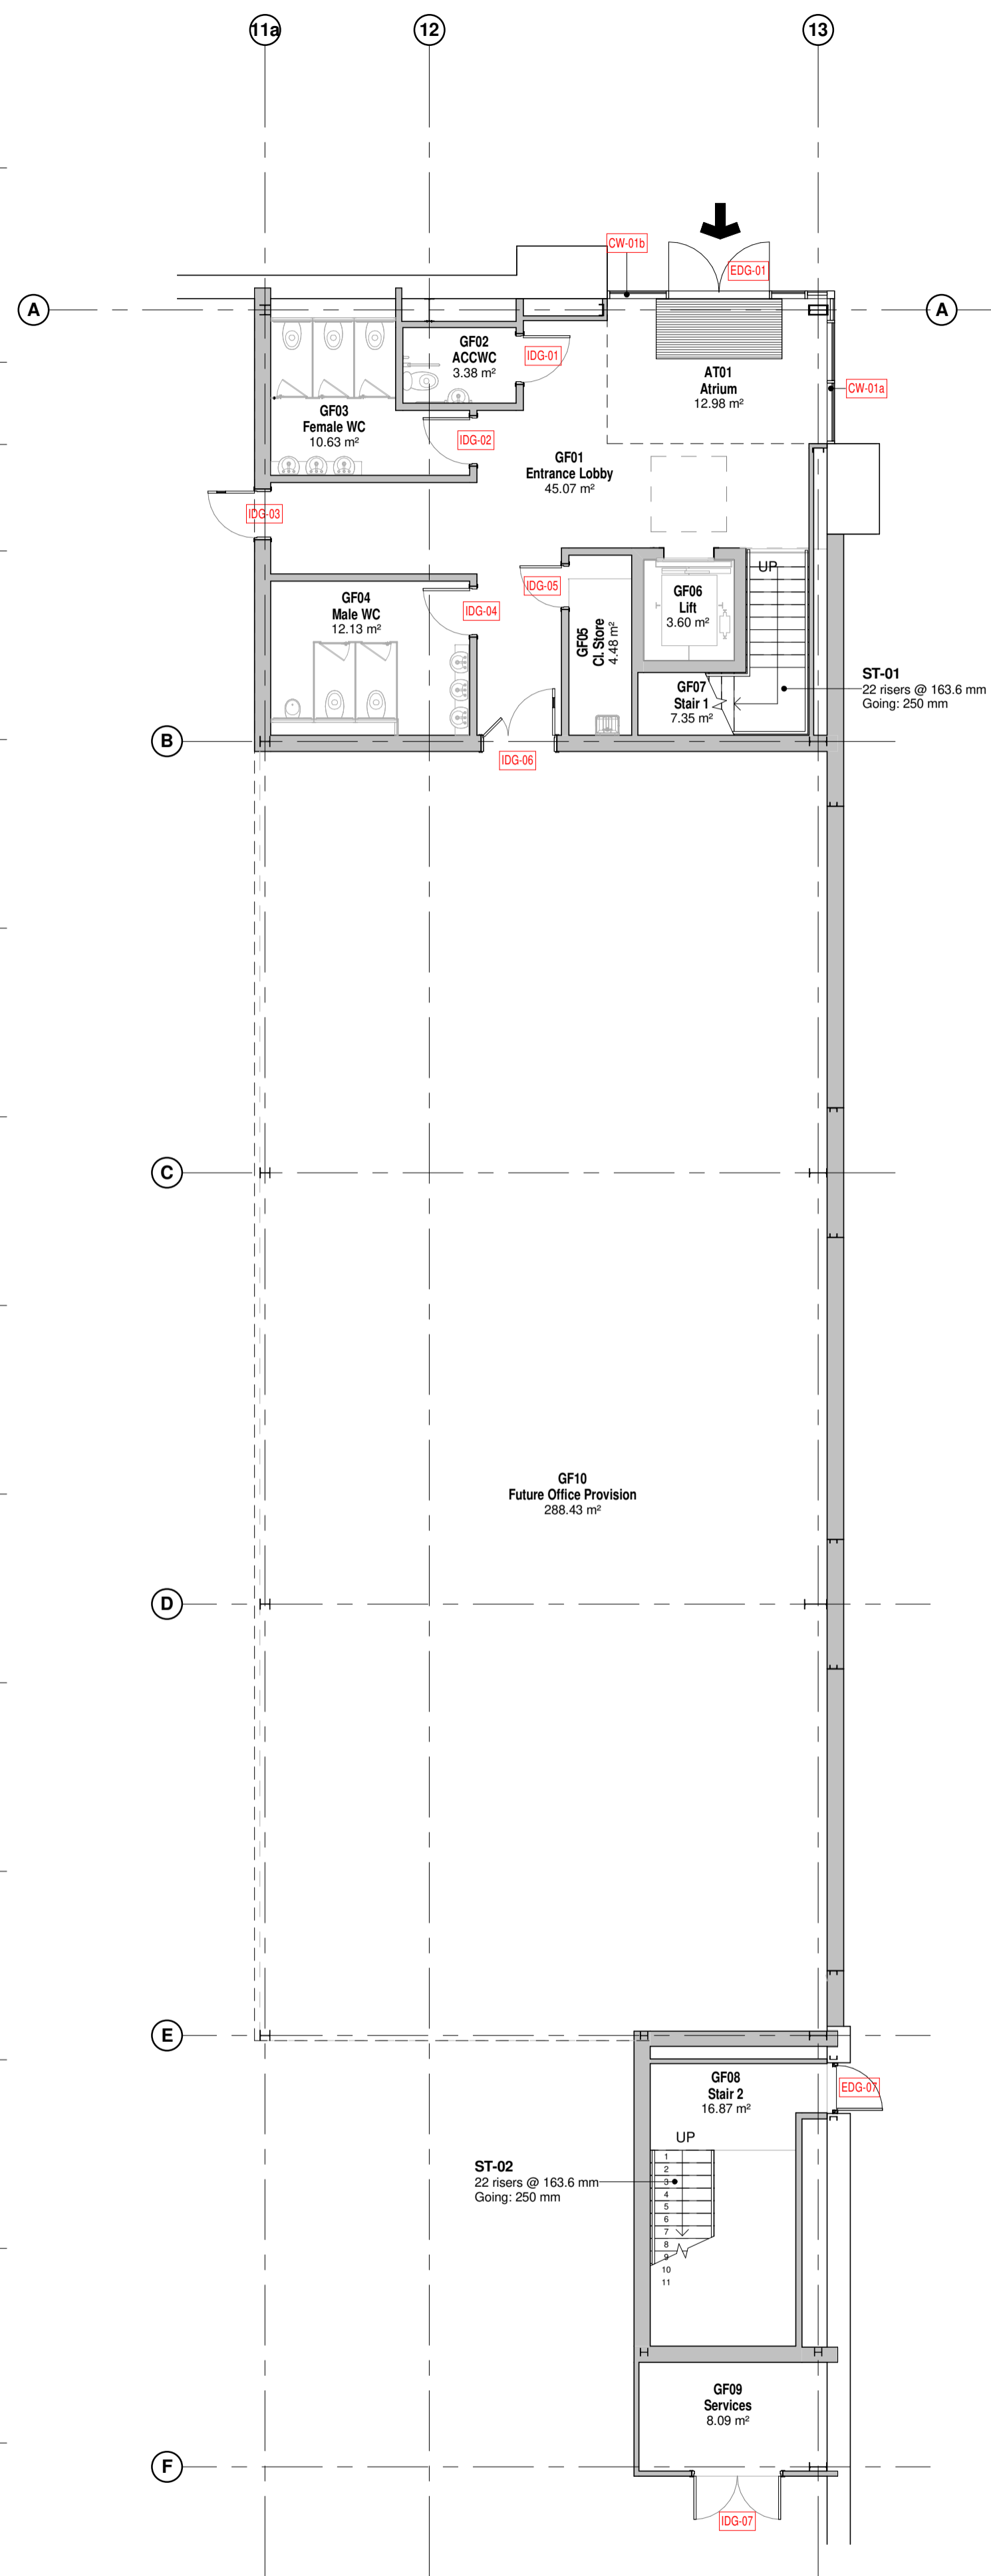 11a
12
13
CW-01b
EDG-01
A
A
GF02
ACCWC
3.38 m²
IDG-01
AT01
Atrium
12.98 m²
CW-01a
GF03
Female WC
10.63 m²
IDG-02
GF01
Entrance Lobby
45.07 m²
IDG-03
UP
GF04
Male WC
12.13 m²
IDG-04
IDG-05
GF05
Cl. Store
4.48 m²
GF06
Lift
3.60 m²
ST-01
22 risers @ 163.6 mm
Going: 250 mm
GF07
Stair 1
7.35 m²
B
IDG-06
C
GF10
Future Office Provision
288.43 m²
D
E
GF08
Stair 2
16.87 m²
EDG-07
UP
ST-02
22 risers @ 163.6 mm
Going: 250 mm
1
2
3
4
5
6
7
8
9
10
11
GF09
Services
8.09 m²
F
IDG-07